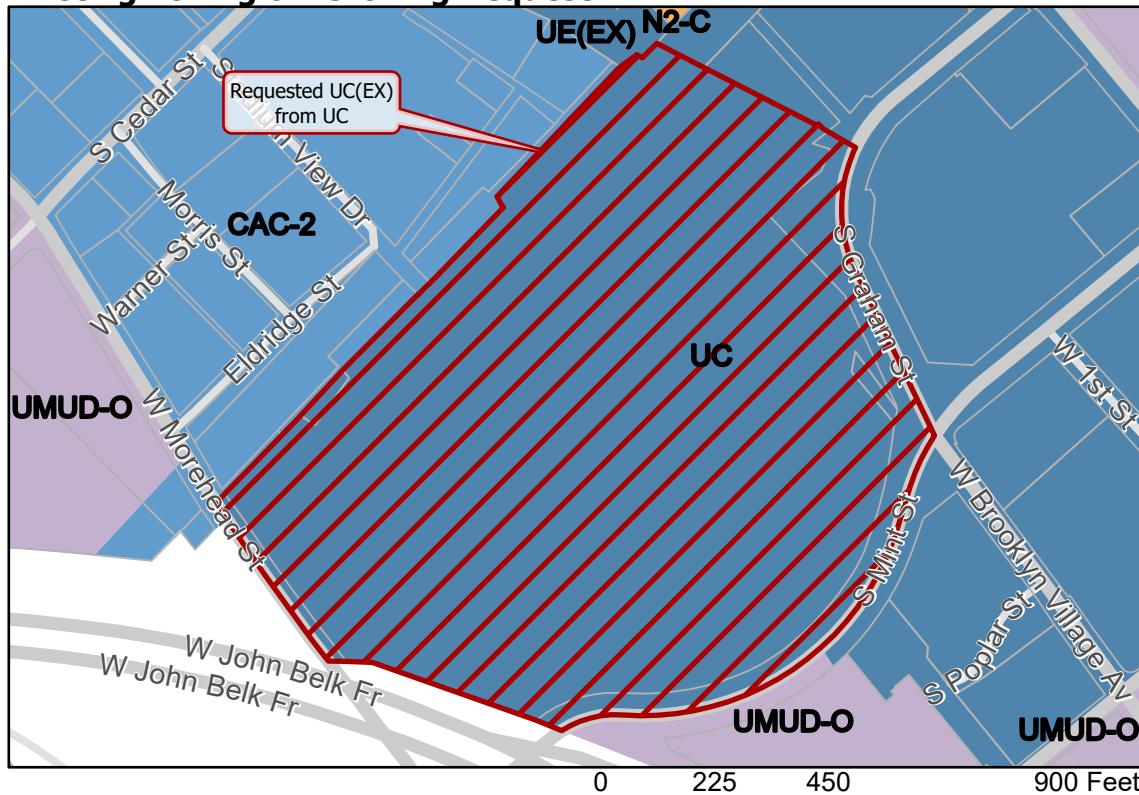 UE(EX) N2-C
Requested UC(EX)
from UC
S Cedar St
View Dr
Morris St
CAC-2
Warner St
Eldridge St
S Graham St
UC
W 1st St
UMUD-O
W Morehead St
S Mint St
W Brooklyn Village Av
S Poplar St
W John Belk Fr
W John Belk Fr
UMUD-O
UMUD-O
0 225 450 900 Feet